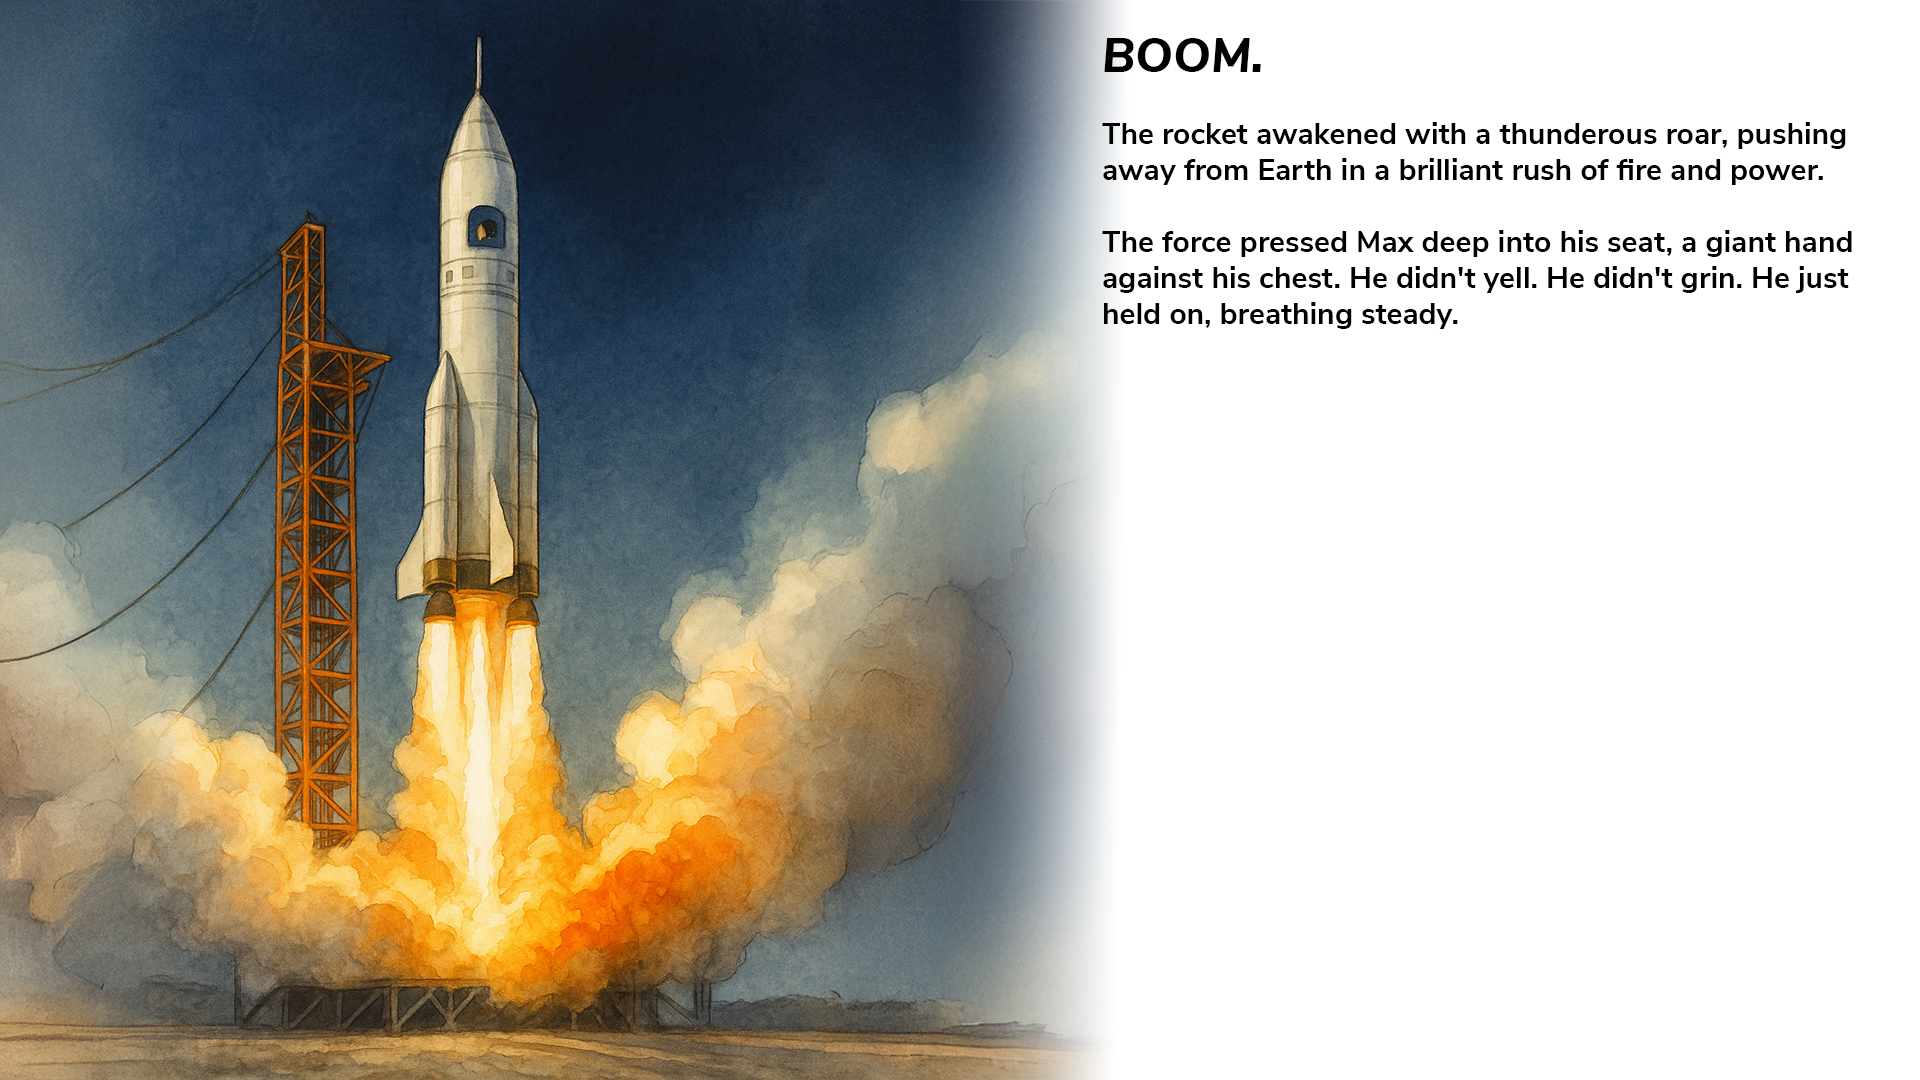 BOOM.
The rocket awakened with a thunderous roar, pushing
away from Earth in a brilliant rush of fire and power.
The force pressed Max deep into his seat, a giant hand
against his chest. He didn't yell. He didn't grin. He just
held on, breathing steady.